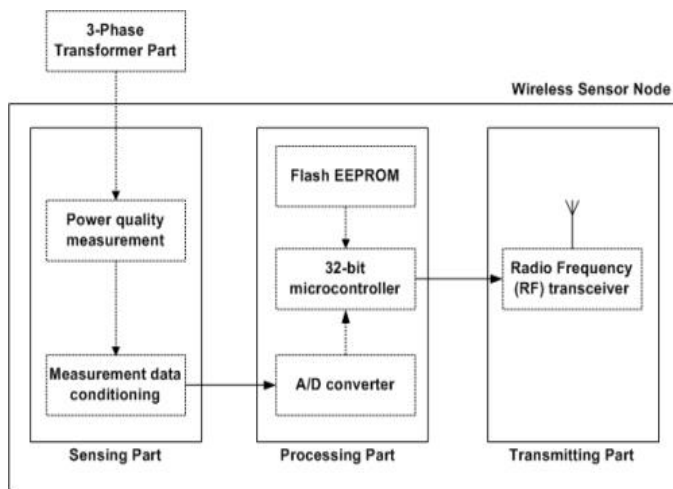 3-Phase
Transformer Part
Wireless Sensor Node
Power quality
measurement
Measurement data
conditioning
Sensing Part
Flash EEPROM
32-bit
microcontroller
A/D converter
Processing Part
Radio Frequency
(RF) transceiver
Transmitting Part